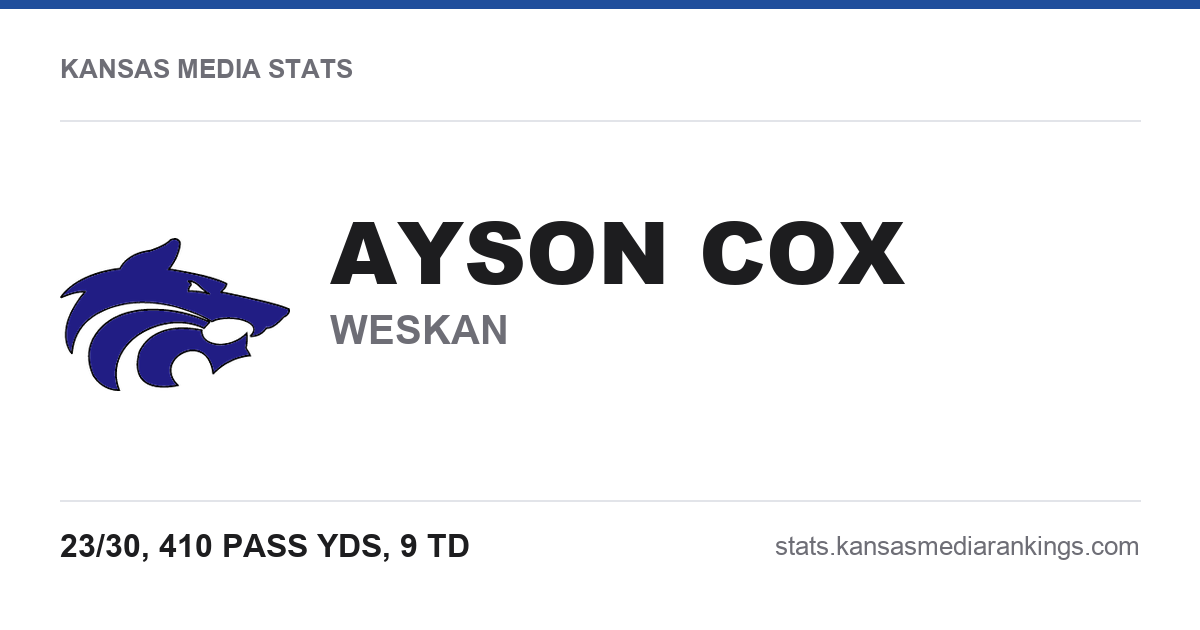 KANSAS MEDIA STATS
AYSON COX
WESKAN
23/30, 410 PASS YDS, 9 TD
stats.kansasmediarankings.com